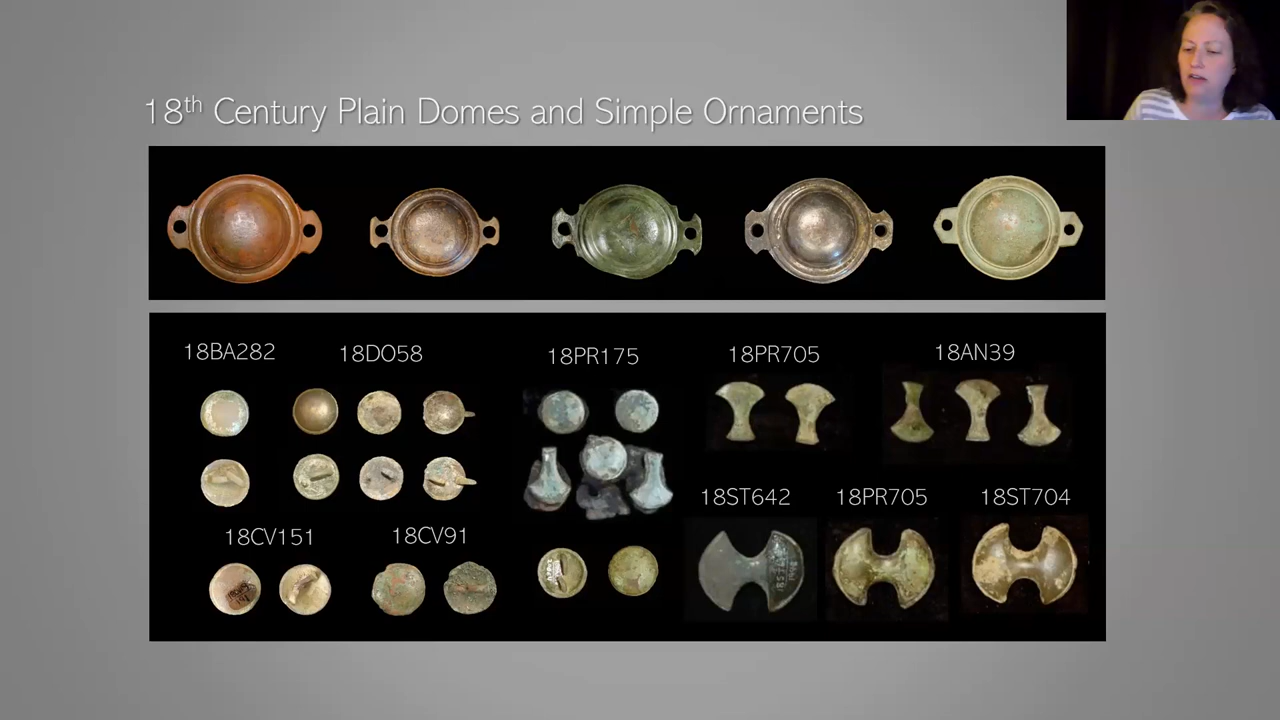 18th Century Plain Domes and Simple Ornaments
18BA282
18DO58
18PR175
18PR705
18AN39
18ST642
18PR705
18ST704
18CV151
18CV91